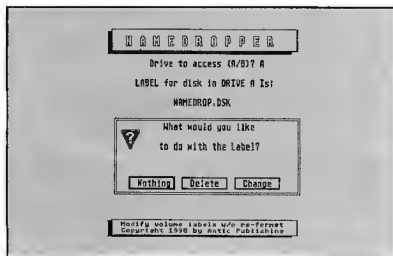 NAMEDROPPER
Drive to access (A/B)? A
LABEL for disk in DRIVE A Is:
NAMEDROP.DSK
What would you like
to do with the Label?
Nothing Delete Change
Modify volume labels w/o re-format
Copyright 1990 by Antic Publishing